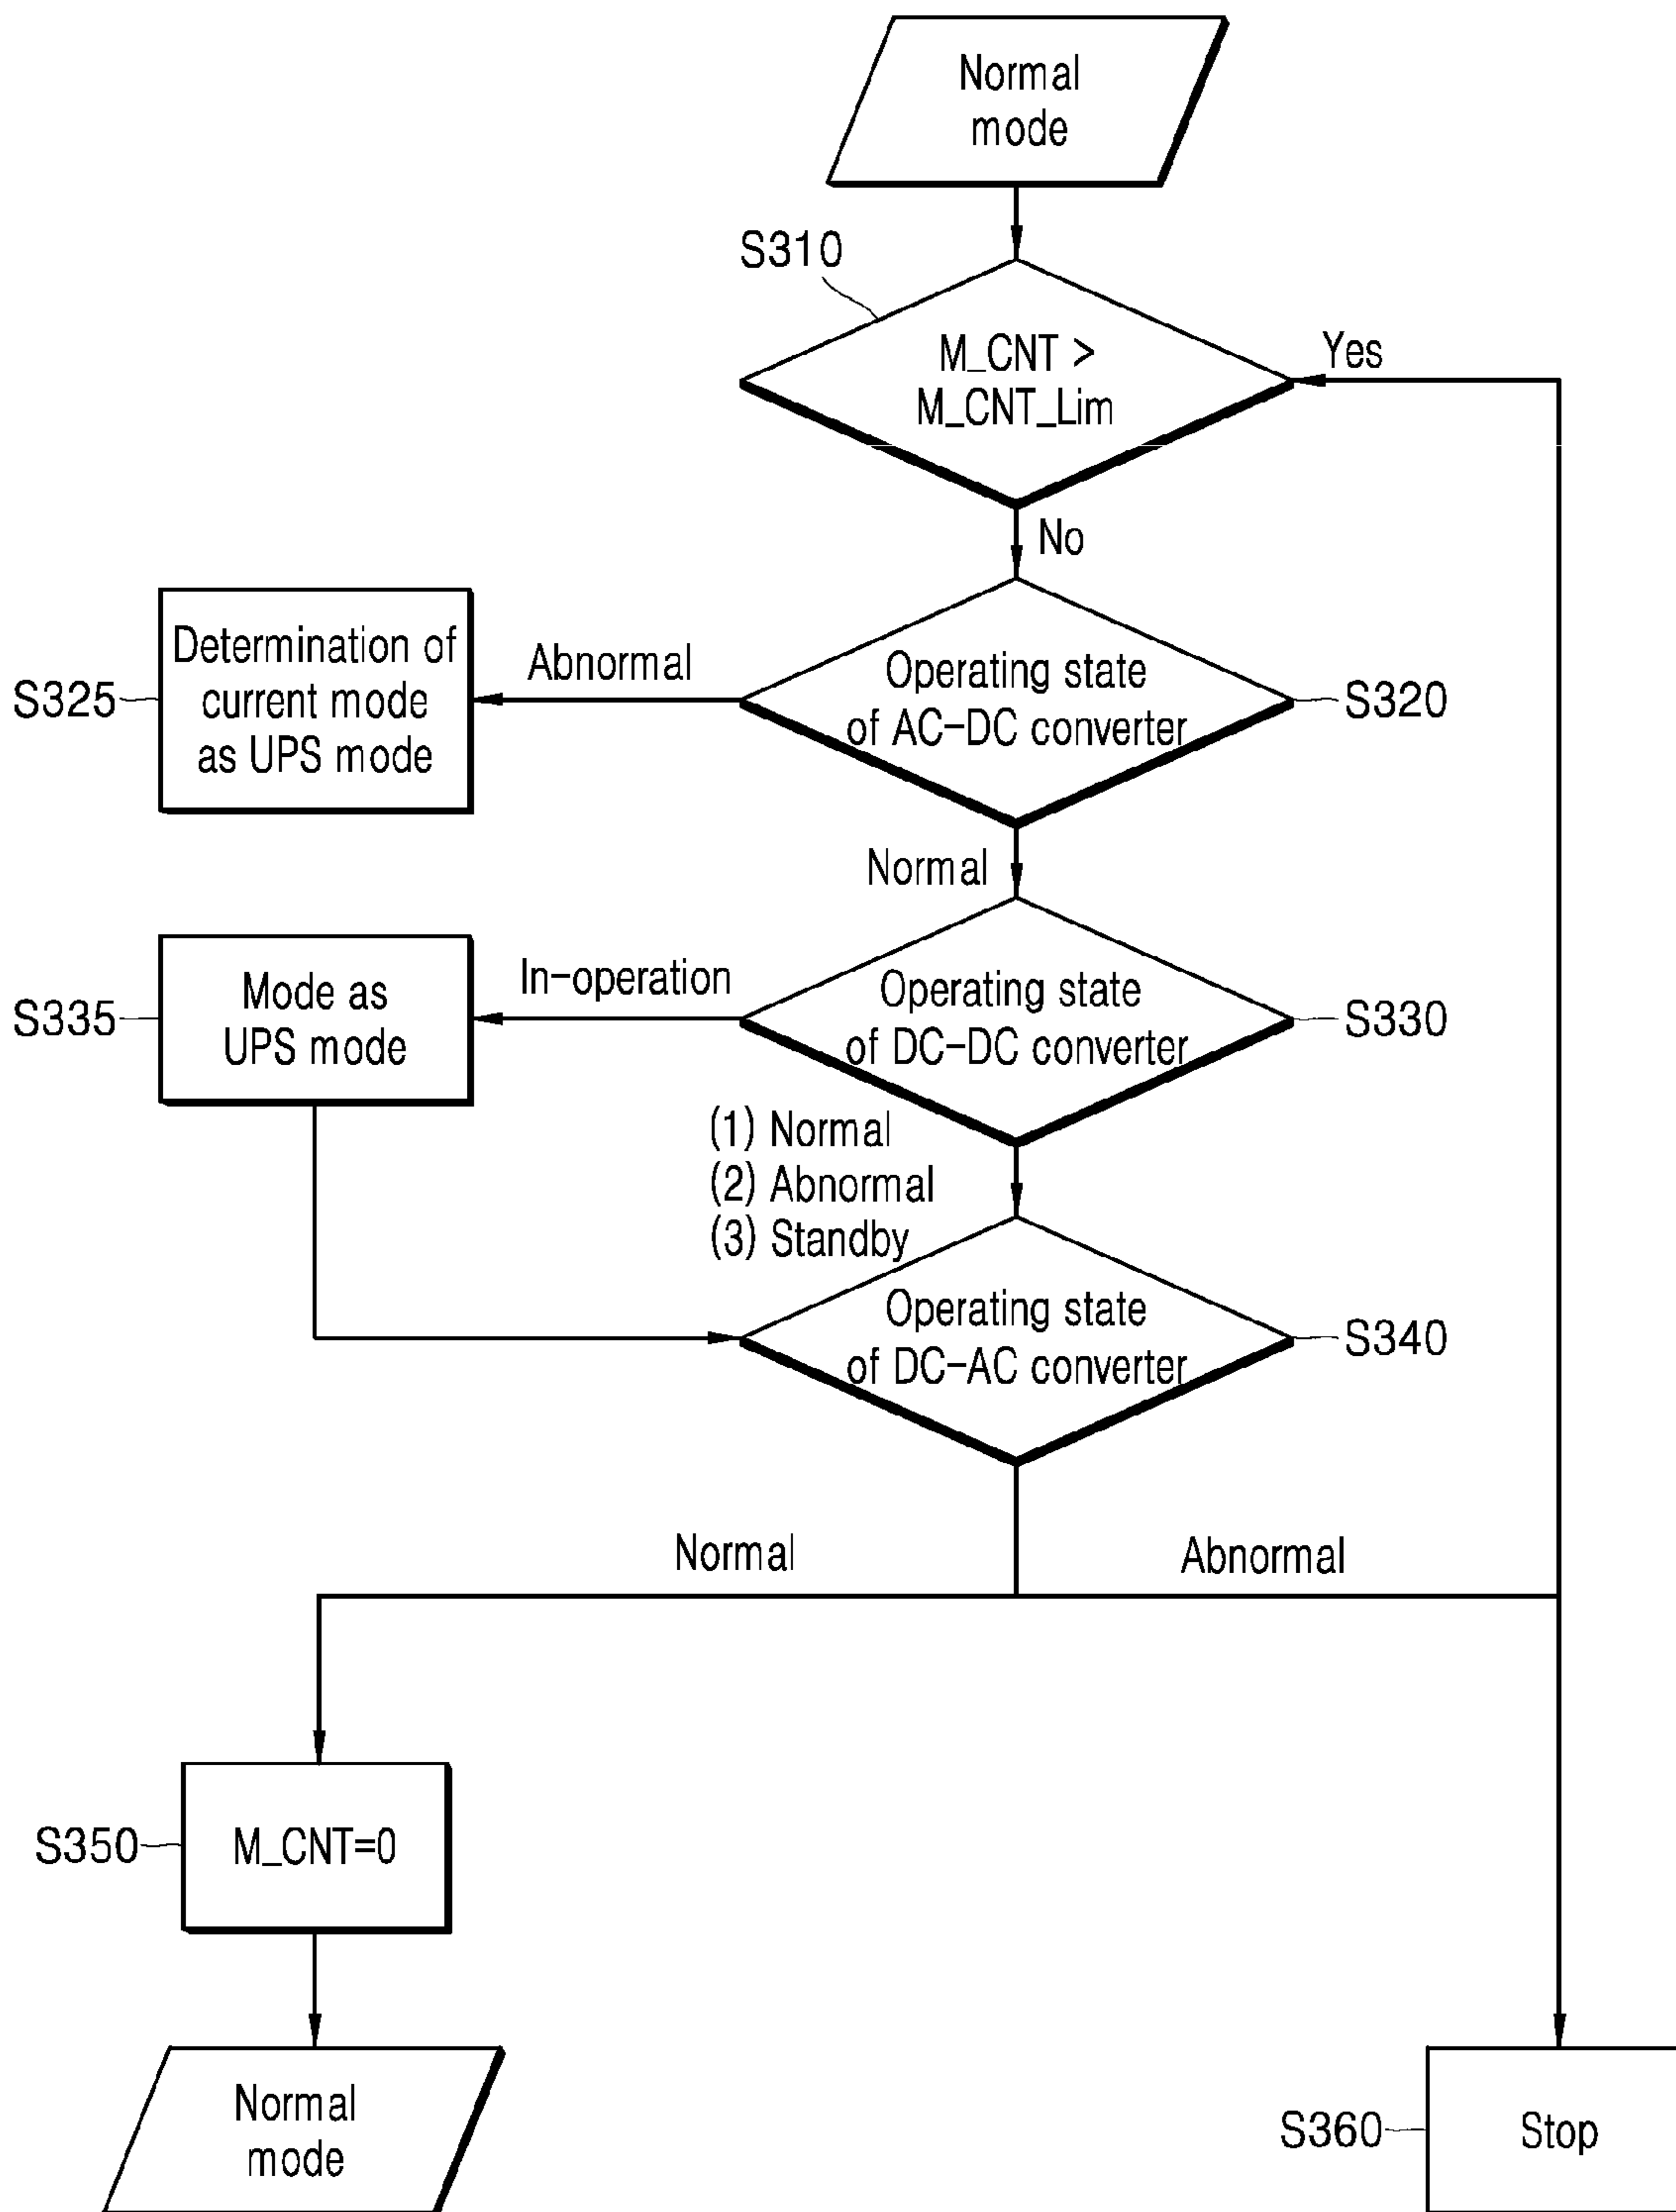 Normal
mode
S310
M_CNT >
M_CNT_Lim
Yes
No
Determination of
current mode
as UPS mode
S325
Abnormal
Operating state
of AC-DC converter
S320
Normal
Mode as
UPS mode
S335
In-operation
Operating state
of DC-DC converter
S330
(1) Normal
(2) Abnormal
(3) Standby
Operating state
of DC-AC converter
S340
Normal
Abnormal
S350
M_CNT=0
Normal
mode
S360
Stop